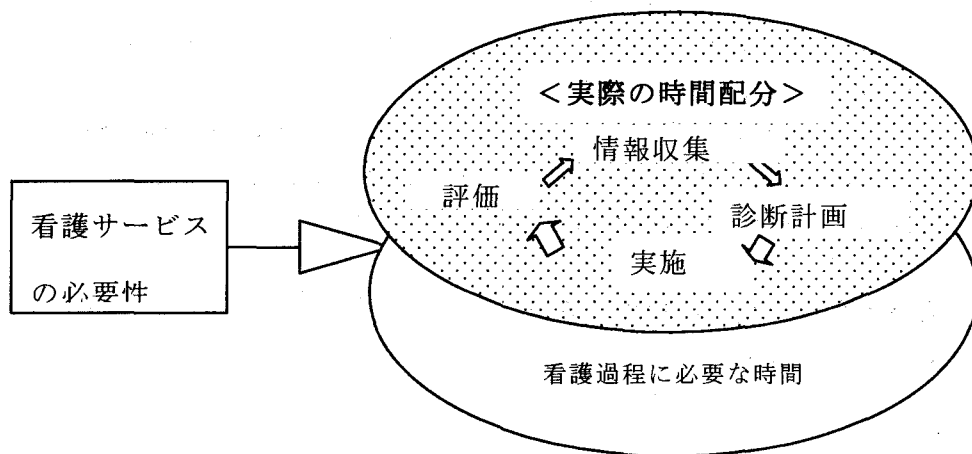 <実際の時間配分>
情報収集
評価
診断計画
実施
看護サービス
の必要性
看護過程に必要な時間